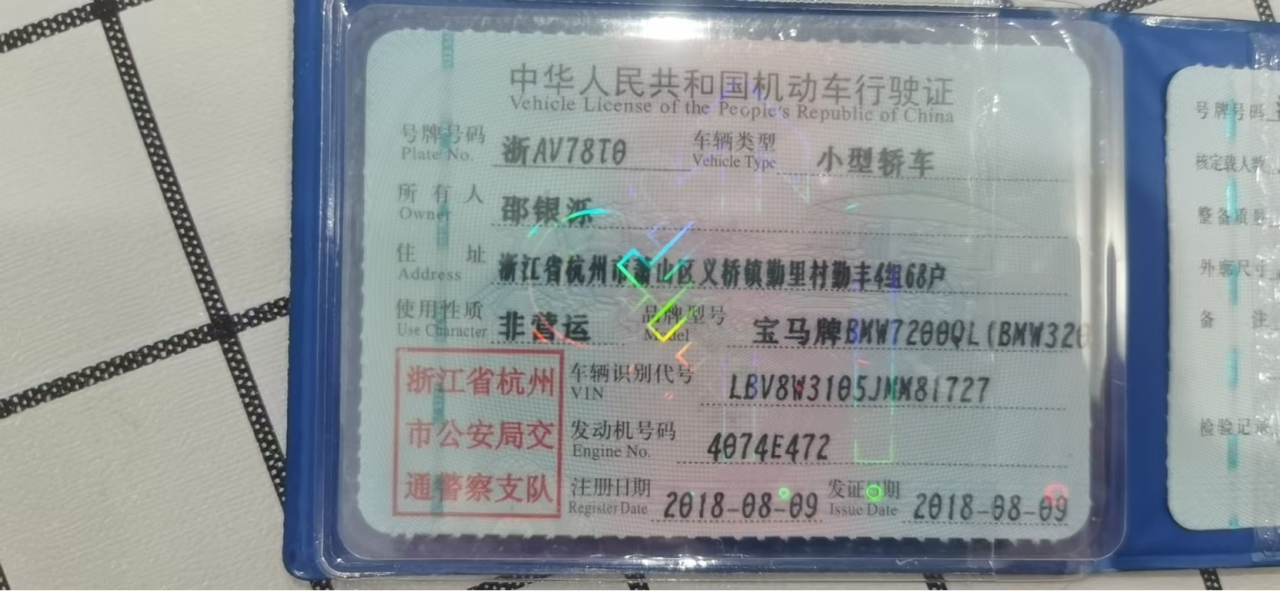 中华人民共和国机动车行驶证
Vehicle License of the People's Republic of China
号牌号码 浙AV78T0 车辆类型 小型轿车
Plate No. Vehicle Type
所有人 邵银泺
Owner
住址 浙江省杭州市萧山区义桥镇勤里村勤丰4组68户
Address
使用性质 非营运 品牌型号 宝马牌BMW7200QL(BMW320
Use Character Model
浙江省杭州
市公安局交
通警察支队
车辆识别代号 LBV8W3105JMM81727
VIN
发动机号码 4074E472
Engine No.
注册日期 2018-08-09 发证日期 2018-08-09
Register Date Issue Date
号牌号码
核定载人数
整备质量
外廓尺寸
备注
检验记录